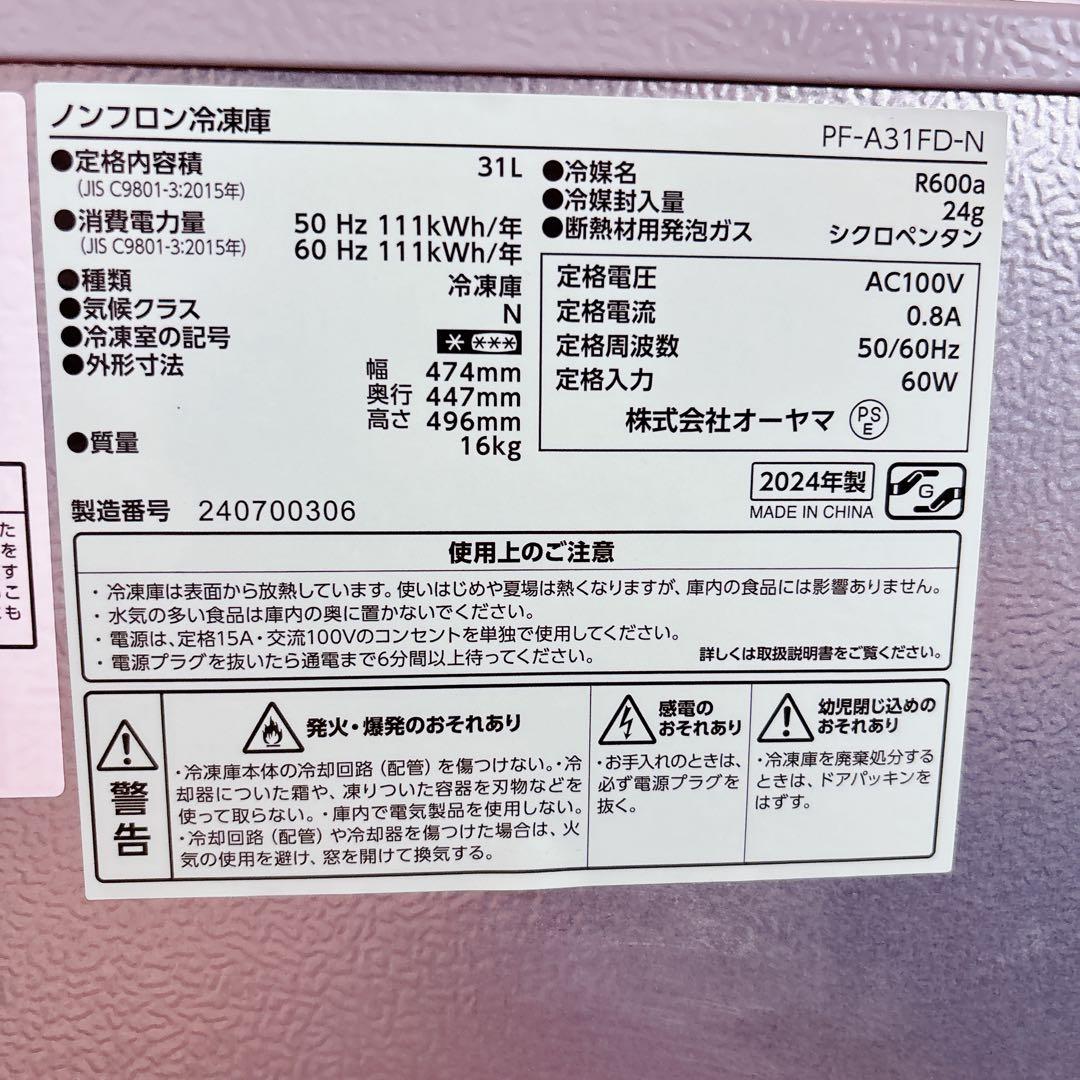 ノンフロン冷凍庫
PF-A31FD-N
●定格内容積 31L
(JIS C9801-3:2015年)
●消費電力量 50 Hz 111kWh/年
(JIS C9801-3:2015年) 60 Hz 111kWh/年
●種類 冷凍庫
●気候クラス N
●冷凍室の記号
●外形寸法 幅 474mm
奥行 447mm
高さ 496mm
●質量 16kg
●冷媒名 R600a
●冷媒封入量 24g
●断熱材用発泡ガス シクロペンタン
定格電圧 AC100V
定格電流 0.8A
定格周波数 50/60Hz
定格入力 60W
株式会社オーヤマ PSE
2024年製
MADE IN CHINA
G
製造番号 240700306
使用上のご注意
・冷凍庫は表面から放熱しています。使いはじめや夏場は熱くなりますが、庫内の食品には影響ありません。
・水気の多い食品は庫内の奥に置かないでください。
・電源は、定格15A・交流100Vのコンセントを単独で使用してください。
・電源プラグを抜いたら通電まで6分間以上待ってください。
詳しくは取扱説明書をご覧ください。
警告
発火・爆発のおそれあり
・冷凍庫本体の冷却回路（配管）を傷つけない。・冷
却器についた霜や、凍りついた容器を刃物などを
使って取らない。・庫内で電気製品を使用しない。
・冷却回路（配管）や冷却器を傷つけた場合は、火
気の使用を避け、窓を開けて換気する。
感電の
おそれあり
・お手入れのときは、
必ず電源プラグを
抜く。
幼児閉じ込めの
おそれあり
・冷凍庫を廃棄処分する
ときは、ドアパッキンを
はずす。
た
を
す
こ
も